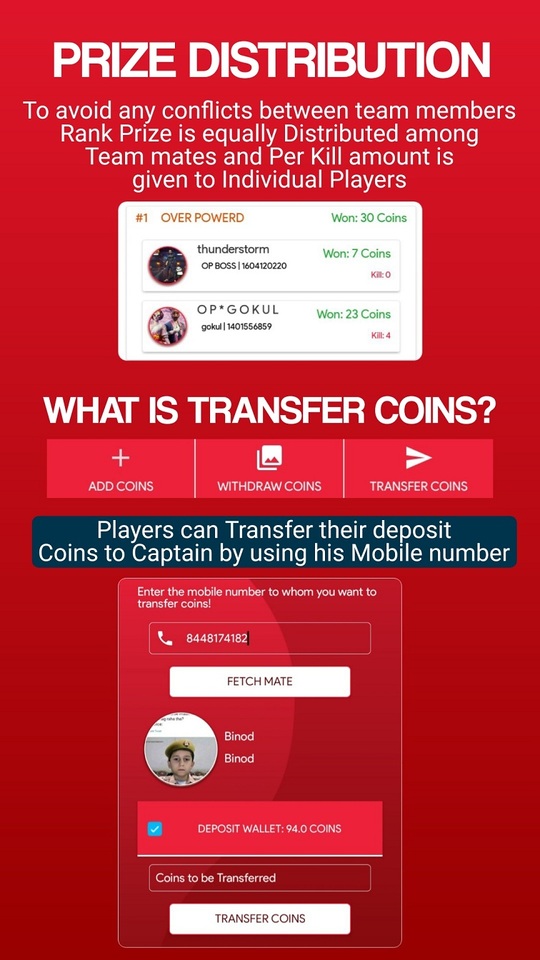 PRIZE DISTRIBUTION
To avoid any conflicts between team members
Rank Prize is equally Distributed among
Team mates and Per Kill amount is
given to Individual Players
#1 OVER POWERD Won: 30 Coins
thunderstorm
Won: 7 Coins
OP BOSS | 1604120220
Kill: 0
O P * G O K U L
Won: 23 Coins
gokul | 1401556859
Kill: 4
WHAT IS TRANSFER COINS?
ADD COINS WITHDRAW COINS TRANSFER COINS
Players can Transfer their deposit
Coins to Captain by using his Mobile number
Enter the mobile number to whom you want to
transfer coins!
8448174182
FETCH MATE
Binod
Binod
DEPOSIT WALLET: 94.0 COINS
Coins to be Transferred
TRANSFER COINS